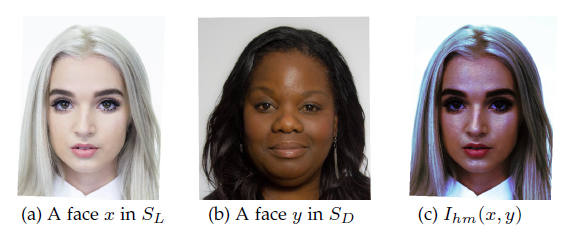 (a) A face x in S_L
(b) A face y in S_D
(c) I_hm(x, y)